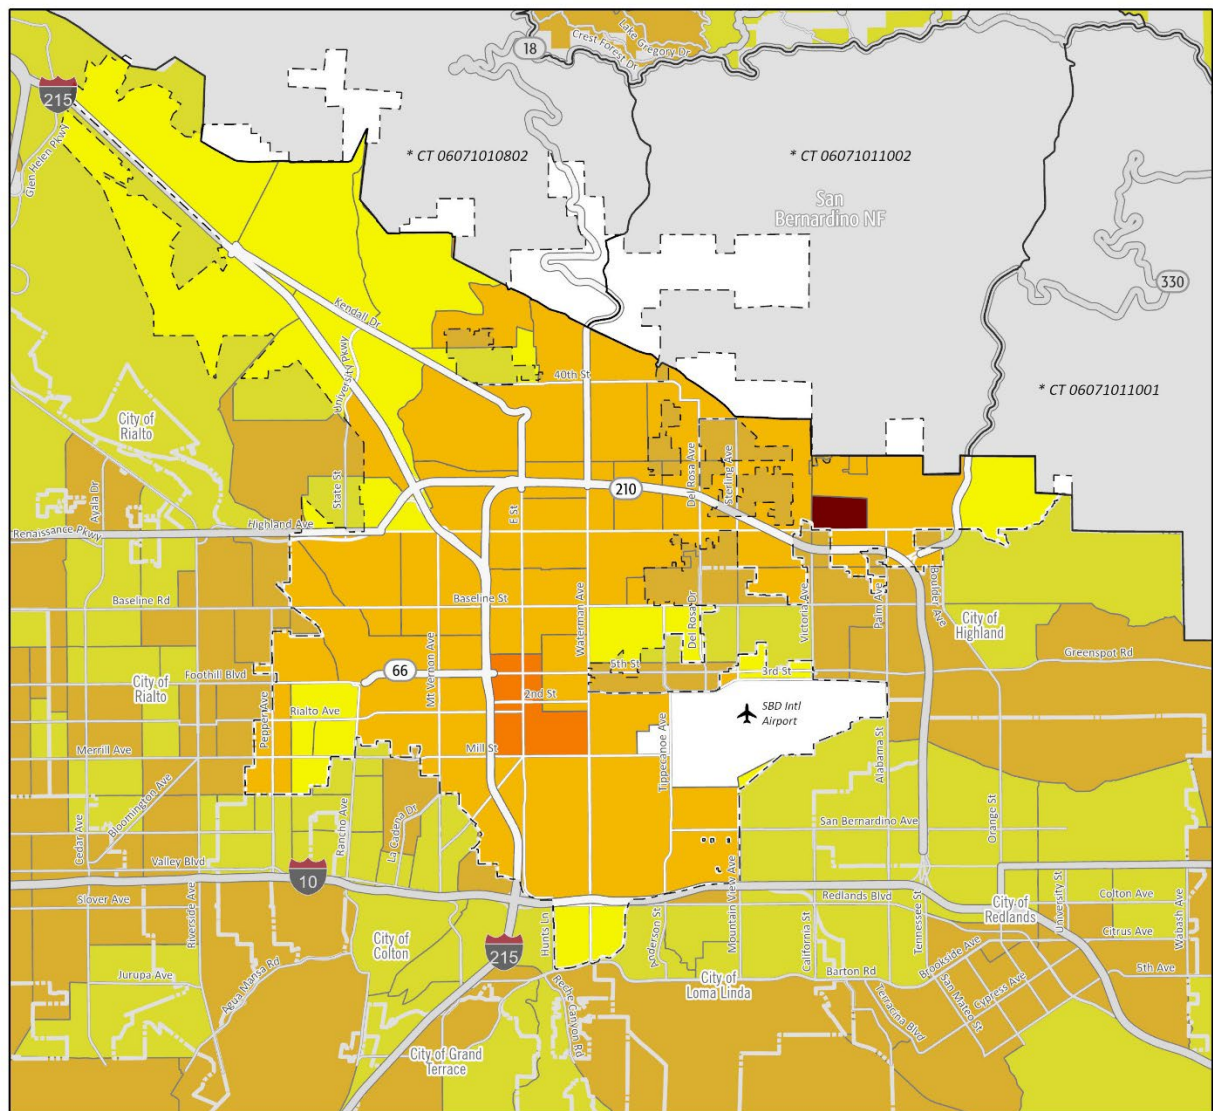 18
Crest Forest Dr
Lake Gregory Dr
215
Glen Helen Pkwy
* CT 06071010802
* CT 06071011002
San
Bernardino NF
330
Kendall Dr
University Pkwy
40th St
* CT 06071011001
City of
Rialto
Ayala Dr
State St
E St
210
Del Rosa Ave
Sterling Ave
Renaissance Pkwy
Highland Ave
Baseline Rd
Baseline St
Waterman Ave
Del Rosa Dr
Victoria Ave
Palm Ave
Boulder Ave
City of
Highland
Mt Vernon Ave
66
5th St
3rd St
Greenspot Rd
Foothill Blvd
City of
Rialto
Pepper Ave
Rialto Ave
2nd St
SBD Intl
Airport
Merrill Ave
Mill St
Tippecanoe Ave
Alabama St
Bloomington Ave
Cedar Ave
Rancho Ave
La Cadena Dr
San Bernardino Ave
Orange St
Valley Blvd
10
Mountain View Ave
Redlands Blvd
University St
Colton Ave
Slover Ave
Riverside Ave
City of
Colton
Hunts Ln
Anderson St
California St
Tennessee St
City of
Redlands
Citrus Ave
Wabash Ave
215
Jurupa Ave
Agua Mansa Rd
City of
Loma Linda
Barton Rd
Brookside Ave
5th Ave
Reche Canyon Rd
Terracina Blvd
San Mateo St
Cypress Ave
City of Grand
Terrace